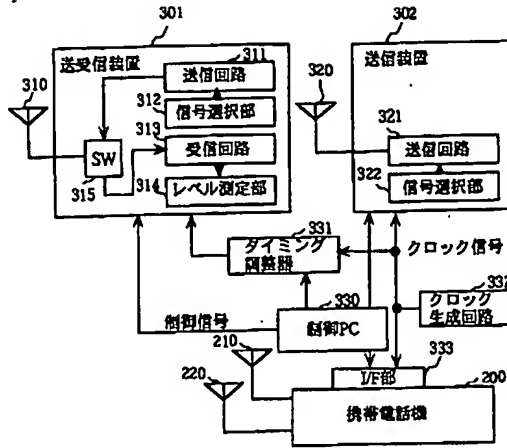 301
302
送受信装置
311
送信装置
310
送信回路
320
312
信号選択部
321
313
送信回路
SW
受信回路
322
315
314
レベル測定部
信号選択部
331
タイミング
調整器
クロック信号
330
332
制御信号
制御PC
クロック
生成回路
210
333
I/F部
200
220
携帯電話機